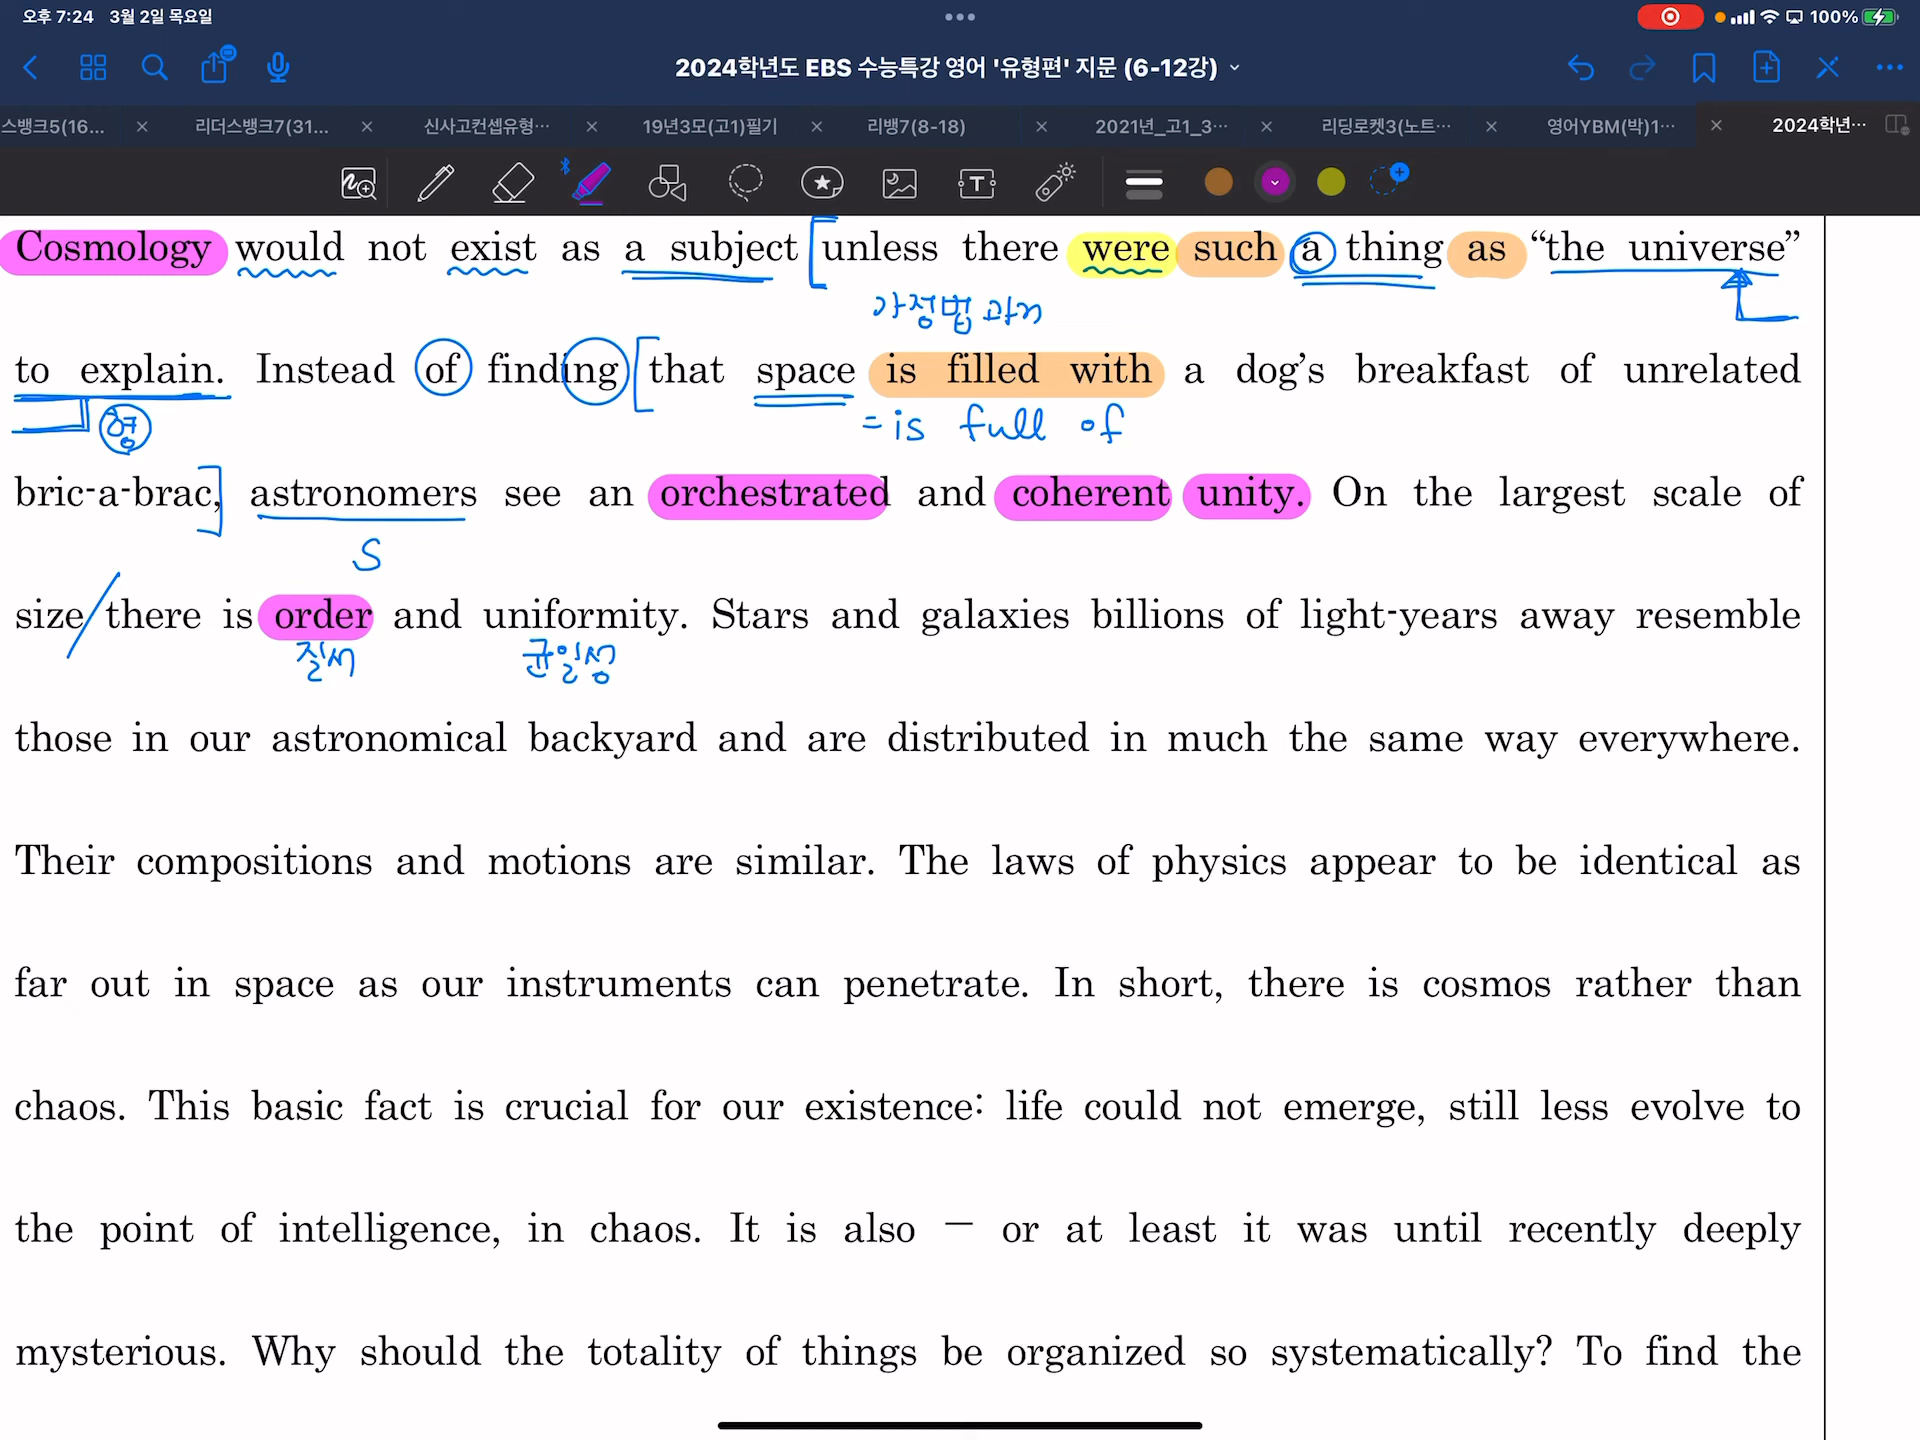 오후 7:24 3월 2일 목요일 100%
2024학년도 EBS 수능특강 영어 '유형편' 지문 (6-12강)
스뱅크5(16... 리더스뱅크7(31... 신사고컨셉유형... 19년3모(고1)필기 리뱅7(8-18) 2021년_고1_3... 리딩로켓3(노트... 영어YBM(박)1... 2024학년...
Cosmology would not exist as a subject [unless there were such a thing as “the universe”
가정법 과거
to explain. Instead of finding [that space is filled with a dog's breakfast of unrelated
형 = is full of
bric-a-brac,] astronomers see an orchestrated and coherent unity. On the largest scale of
S
size / there is order and uniformity. Stars and galaxies billions of light-years away resemble
질서 균일성
those in our astronomical backyard and are distributed in much the same way everywhere.
Their compositions and motions are similar. The laws of physics appear to be identical as
far out in space as our instruments can penetrate. In short, there is cosmos rather than
chaos. This basic fact is crucial for our existence: life could not emerge, still less evolve to
the point of intelligence, in chaos. It is also — or at least it was until recently deeply
mysterious. Why should the totality of things be organized so systematically? To find the